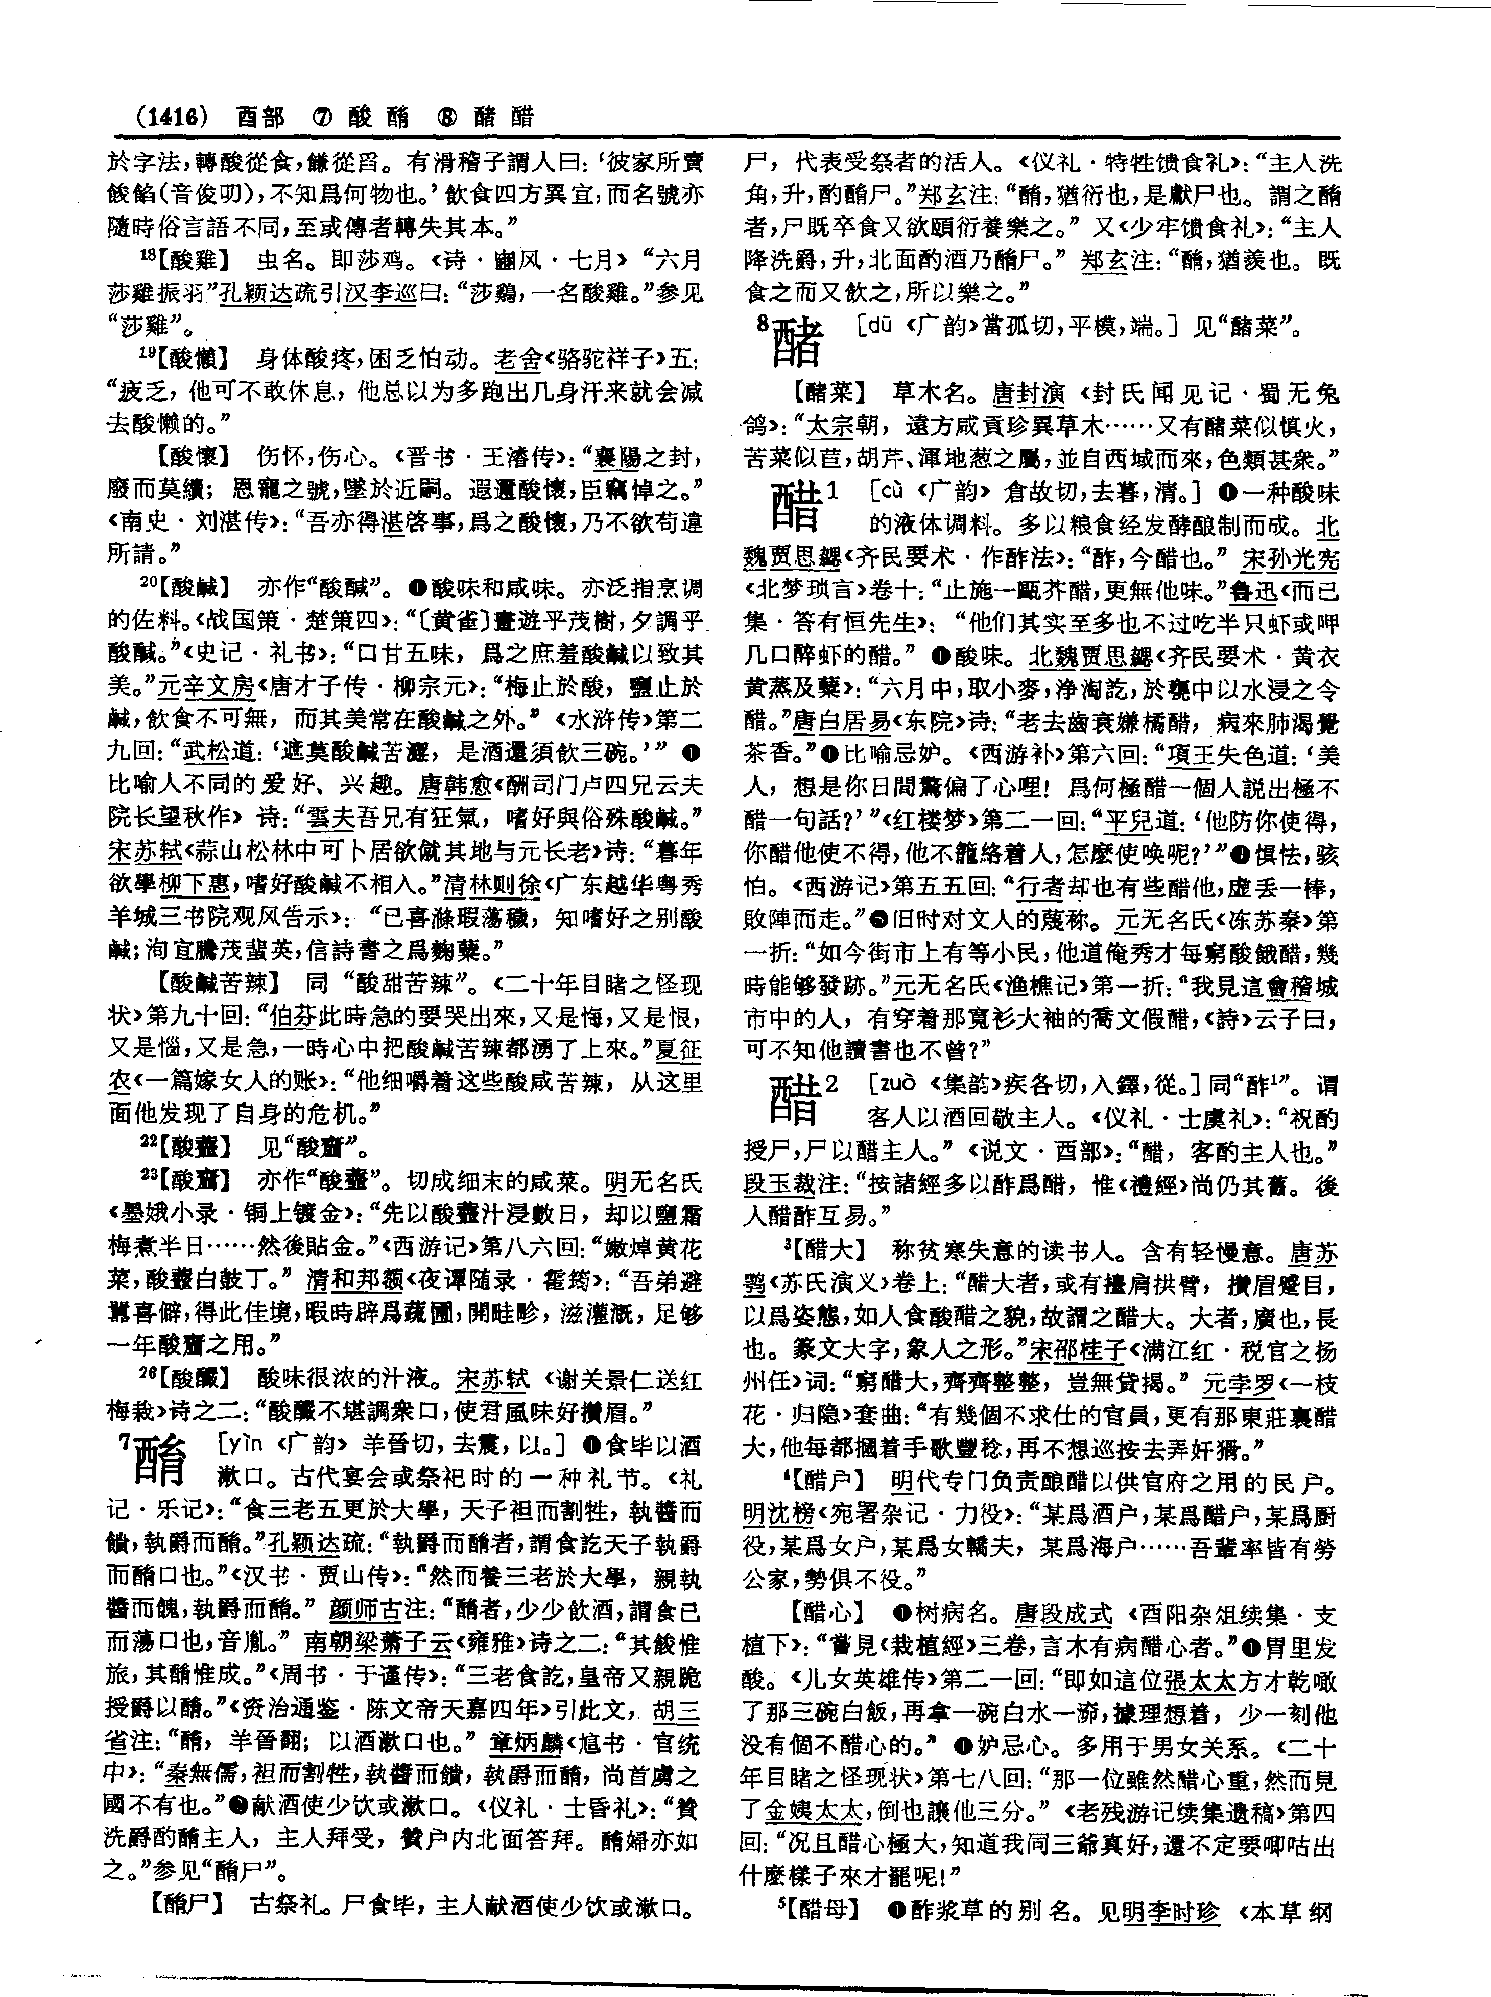 (1416) 酉部 ⑦ 酸 酳 ⑧ 醏 醋
於字法，轉酸從食，餗從舀。有滑稽子謂人曰：‘彼家所賣
餕餡（音俊叨），不知爲何物也。’飲食四方異宜；而名號亦
隨時俗言語不同，至或傳者轉失其本。”
18【酸雞】 虫名。即莎鸡。《诗·豳风·七月》“六月
莎雞振羽”孔颖达疏引汉李巡曰：“莎鷄，一名酸雞。”参见
“莎雞”。
19【酸懒】 身体酸疼，困乏怕动。老舍《骆驼祥子》五：
“疲乏，他可不敢休息，他总以为多跑出几身汗来就会减
去酸懒的。”
【酸懷】 伤怀，伤心。《晋书·王濬传》：“襄陽之封，
廢而莫續；恩寵之號，墜於近嗣。遐邇酸懷，臣竊悼之。”
《南史·刘湛传》：“吾亦得湛啓事，爲之酸懷，乃不欲苟違
所請。”
20【酸鹹】 亦作“酸醎”。❶酸味和咸味。亦泛指烹调
的佐料。《战国策·楚策四》：“〔黄雀〕晝遊乎茂樹，夕調乎
酸醎。”《史记·礼书》：“口甘五味，爲之庶羞酸鹹以致其
美。”元辛文房《唐才子传·柳宗元》：“梅止於酸，鹽止於
鹹，飲食不可無，而其美常在酸鹹之外。”《水浒传》第二
九回：“武松道：‘遮莫酸鹹苦澀，是酒還須飲三碗。’”❶
比喻人不同的爱好、兴趣。唐韩愈《酬司门卢四兄云夫
院长望秋作》诗：“雲夫吾兄有狂氣，嗜好與俗殊酸鹹。”
宋苏轼《蒜山松林中可卜居欲僦其地与元长老》诗：“暮年
欲學柳下惠，嗜好酸鹹不相入。”清林则徐《广东越华粤秀
羊城三书院观风告示》：“已喜滌瑕蕩穢，知嗜好之别酸
鹹；洵宜騰茂蜚英，信詩書之爲麴櫱。”
【酸鹹苦辣】 同“酸甜苦辣”。《二十年目睹之怪现
状》第九十回：“伯芬此時急的要哭出來，又是悔，又是恨，
又是惱，又是急，一時心中把酸鹹苦辣都湧了上來。”夏征
农《一篇嫁女人的账》：“他细嚼着这些酸咸苦辣，从这里
面他发现了自身的危机。”
22【酸虀】 见“酸齏”。
23【酸齏】 亦作“酸虀”。切成细末的咸菜。明无名氏
《墨娥小录·铜上镀金》：“先以酸虀汁浸數日，却以鹽霜
梅煮半日……然後貼金。”《西游记》第八六回：“嫩焯黄花
菜，酸虀白鼓丁。”清和邦额《夜谭随录·霍筠》：“吾弟避
囂喜僻，得此佳境，暇時辟爲蔬圃，開畦畛，滋灌溉，足够
一年酸齏之用。”
26【酸釅】 酸味很浓的汁液。宋苏轼《谢关景仁送红
梅栽》诗之二：“酸釅不堪調衆口，使君風味好攢眉。”
7酳 ［yìn《广韵》羊晉切，去震，以。］❶食毕以酒
漱口。古代宴会或祭祀时的一种礼节。《礼
记·乐记》：“食三老五更於大學，天子袒而割牲，執醬而
饋，執爵而酳。”孔颖达疏：“執爵而酳者，謂食訖天子執爵
而酳口也。”《汉书·贾山传》：“然而養三老於大學，親執
醬而餽，執爵而酳。”颜师古注：“酳者，少少飲酒，謂食已
而蕩口也，音胤。”南朝梁萧子云《雍雅》诗之二：“其餕惟
旅，其酳惟成。”《周书·于谨传》：“三老食訖，皇帝又親跪
授爵以酳。”《资治通鉴·陈文帝天嘉四年》引此文，胡三
省注：“酳，羊晉翻；以酒漱口也。”章炳麟《訄书·官统
中》：“秦無儒，袒而割牲，執醬而饋，執爵而酳，尚首虜之
國不有也。”❷献酒使少饮或漱口。《仪礼·士昏礼》：“贊
洗爵酌酳主人，主人拜受，贊户内北面答拜。酳婦亦如
之。”参见“酳尸”。
【酳尸】 古祭礼。尸食毕，主人献酒使少饮或漱口。
尸，代表受祭者的活人。《仪礼·特牲馈食礼》：“主人洗
角，升，酌酳尸。”郑玄注：“酳，猶衍也，是獻尸也。謂之酳
者，尸既卒食又欲頤衍養樂之。”又《少牢馈食礼》：“主人
降洗爵，升，北面酌酒乃酳尸。”郑玄注：“酳，猶羨也。既
食之而又飲之，所以樂之。”
8醏 ［dū《广韵》當孤切，平模，端。］见“醏菜”。
【醏菜】 草木名。唐封演《封氏闻见记·蜀无兔
鸽》：“太宗朝，遠方咸貢珍異草木……又有醏菜似慎火，
苦菜似苣，胡芹、渾地葱之屬，並自西域而來，色類甚衆。”
醋1 ［cù《广韵》倉故切，去暮，清。］❶一种酸味
的液体调料。多以粮食经发酵酿制而成。北
魏贾思勰《齐民要术·作酢法》：“酢，今醋也。”宋孙光宪
《北梦琐言》卷十：“止施一甌芥醋，更無他味。”鲁迅《而已
集·答有恒先生》：“他们其实至多也不过吃半只虾或呷
几口醉虾的醋。”❶酸味。北魏贾思勰《齐民要术·黄衣
黄蒸及糵》：“六月中，取小麥，净淘訖，於甕中以水浸之令
醋。”唐白居易《东院》诗：“老去齒衰嫌橘醋，病來肺渴覺
茶香。”❶比喻忌妒。《西游补》第六回：“項王失色道：‘美
人，想是你日間驚偏了心哩！爲何極醋一個人説出極不
醋一句話？’”《红楼梦》第二一回：“平兒道：‘他防你使得，
你醋他使不得，他不籠絡着人，怎麽使唤呢？’”❹惧怯，骇
怕。《西游记》第五五回：“行者却也有些醋他，虚丢一棒，
敗陣而走。”❺旧时对文人的蔑称。元无名氏《冻苏秦》第
一折：“如今街市上有等小民，他道俺秀才每窮酸餓醋，幾
時能够發跡。”元无名氏《渔樵记》第一折：“我見這會稽城
市中的人，有穿着那寬衫大袖的喬文假醋，《詩》云子曰，
可不知他讀書也不曾？”
醋2 ［zuò《集韵》疾各切，入鐸，從。］同“酢1”。谓
客人以酒回敬主人。《仪礼·士虞礼》：“祝酌
授尸，尸以醋主人。”《说文·酉部》：“醋，客酌主人也。”
段玉裁注：“按諸經多以酢爲醋，惟《禮經》尚仍其舊。後
人醋酢互易。”
3【醋大】 称贫寒失意的读书人。含有轻慢意。唐苏
鹗《苏氏演义》卷上：“醋大者，或有擡肩拱臂，攢眉蹙目，
以爲姿態，如人食酸醋之貌，故謂之醋大。大者，廣也，長
也。篆文大字，象人之形。”宋邵桂子《满江红·税官之扬
州任》词：“窮醋大，齊齊整整，豈無貸揭。”元李罗《一枝
花·归隐》套曲：“有幾個不求仕的官員，更有那東莊裏醋
大，他每都摑着手歌豐稔，再不想巡按去弄好猾。”
4【醋户】 明代专门负责酿醋以供官府之用的民户。
明沈榜《宛署杂记·力役》：“某爲酒户，某爲醋户，某爲厨
役，某爲女户，某爲女轎夫，某爲海户……吾輩率皆有勞
公家，勢俱不役。”
【醋心】 ❶树病名。唐段成式《酉阳杂俎续集·支
植下》：“嘗見《栽植經》三卷，言木有病醋心者。”❶胃里发
酸。《儿女英雄传》第二一回：“即如這位張太太方才乾噉
了那三碗白飯，再拿一碗白水一㵼，據理想着，少一刻他
没有個不醋心的。”❶妒忌心。多用于男女关系。《二十
年目睹之怪现状》第七八回：“那一位雖然醋心重，然而見
了金姨太太，倒也讓他三分。”《老残游记续集遗稿》第四
回：“况且醋心極大，知道我同三爺真好，還不定要唧咕出
什麽樣子來才罷呢！”
5【醋母】 ❶酢浆草的别名。见明李时珍《本草纲